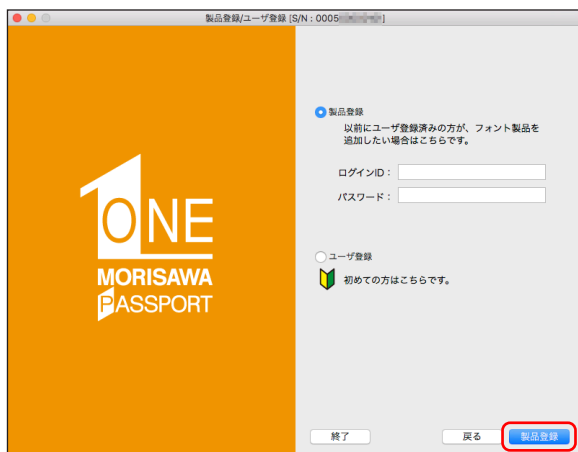 製品登録/ユーザ登録 [S/N : 0005 ]
製品登録
以前にユーザ登録済みの方が、フォント製品を
追加したい場合はこちらです。
ログインID：
パスワード：
ユーザ登録
初めての方はこちらです。
ONE
MORISAWA
PASSPORT
終了
戻る
製品登録